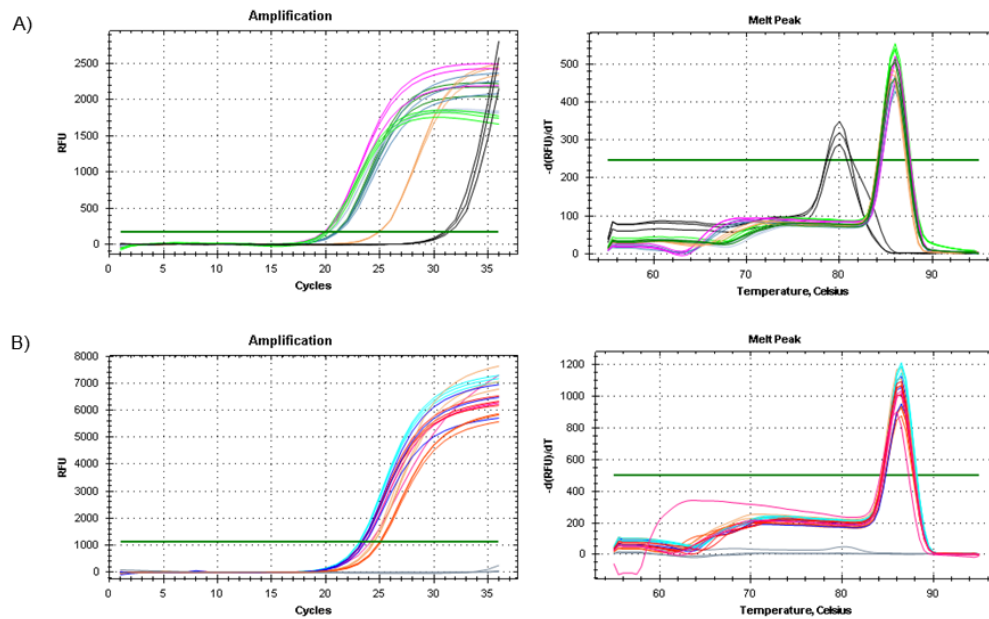 A)
Amplification
RFU
2500
2000
1500
1000
500
0
0 5 10 15 20 25 30 35
Cycles
Melt Peak
-d(RFU)/dT
500
400
300
200
100
0
60 70 80 90
Temperature, Celsius
B)
Amplification
RFU
8000
7000
6000
5000
4000
3000
2000
1000
0
0 5 10 15 20 25 30 35
Cycles
Melt Peak
-d(RFU)/dT
1200
1000
800
600
400
200
0
60 70 80 90
Temperature, Celsius